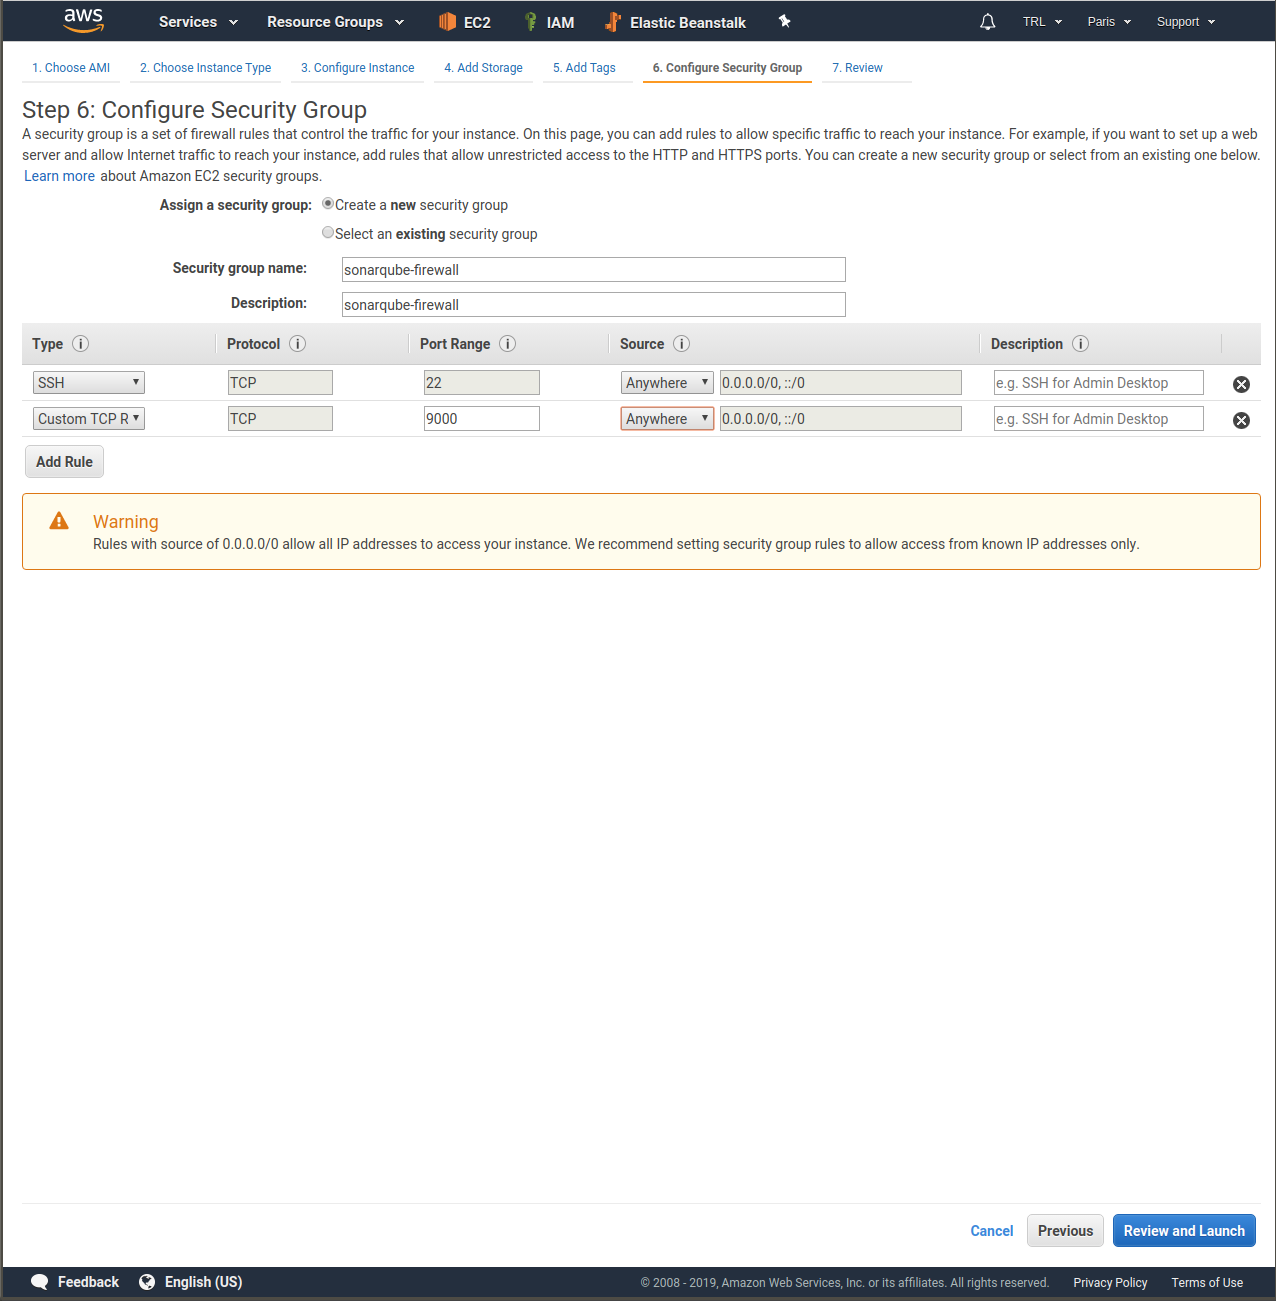 aws Services Resource Groups EC2 IAM Elastic Beanstalk TRL Paris Support
1. Choose AMI 2. Choose Instance Type 3. Configure Instance 4. Add Storage 5. Add Tags 6. Configure Security Group 7. Review
Step 6: Configure Security Group
A security group is a set of firewall rules that control the traffic for your instance. On this page, you can add rules to allow specific traffic to reach your instance. For example, if you want to set up a web
server and allow Internet traffic to reach your instance, add rules that allow unrestricted access to the HTTP and HTTPS ports. You can create a new security group or select from an existing one below.
Learn more about Amazon EC2 security groups.
Assign a security group: Create a new security group
Select an existing security group
Security group name: sonarqube-firewall
Description: sonarqube-firewall
Type i Protocol i Port Range i Source i Description i
SSH TCP 22 Anywhere 0.0.0.0/0, ::/0 e.g. SSH for Admin Desktop
Custom TCP R TCP 9000 Anywhere 0.0.0.0/0, ::/0 e.g. SSH for Admin Desktop
Add Rule
Warning
Rules with source of 0.0.0.0/0 allow all IP addresses to access your instance. We recommend setting security group rules to allow access from known IP addresses only.
Cancel Previous Review and Launch
Feedback English (US) © 2008 - 2019, Amazon Web Services, Inc. or its affiliates. All rights reserved. Privacy Policy Terms of Use